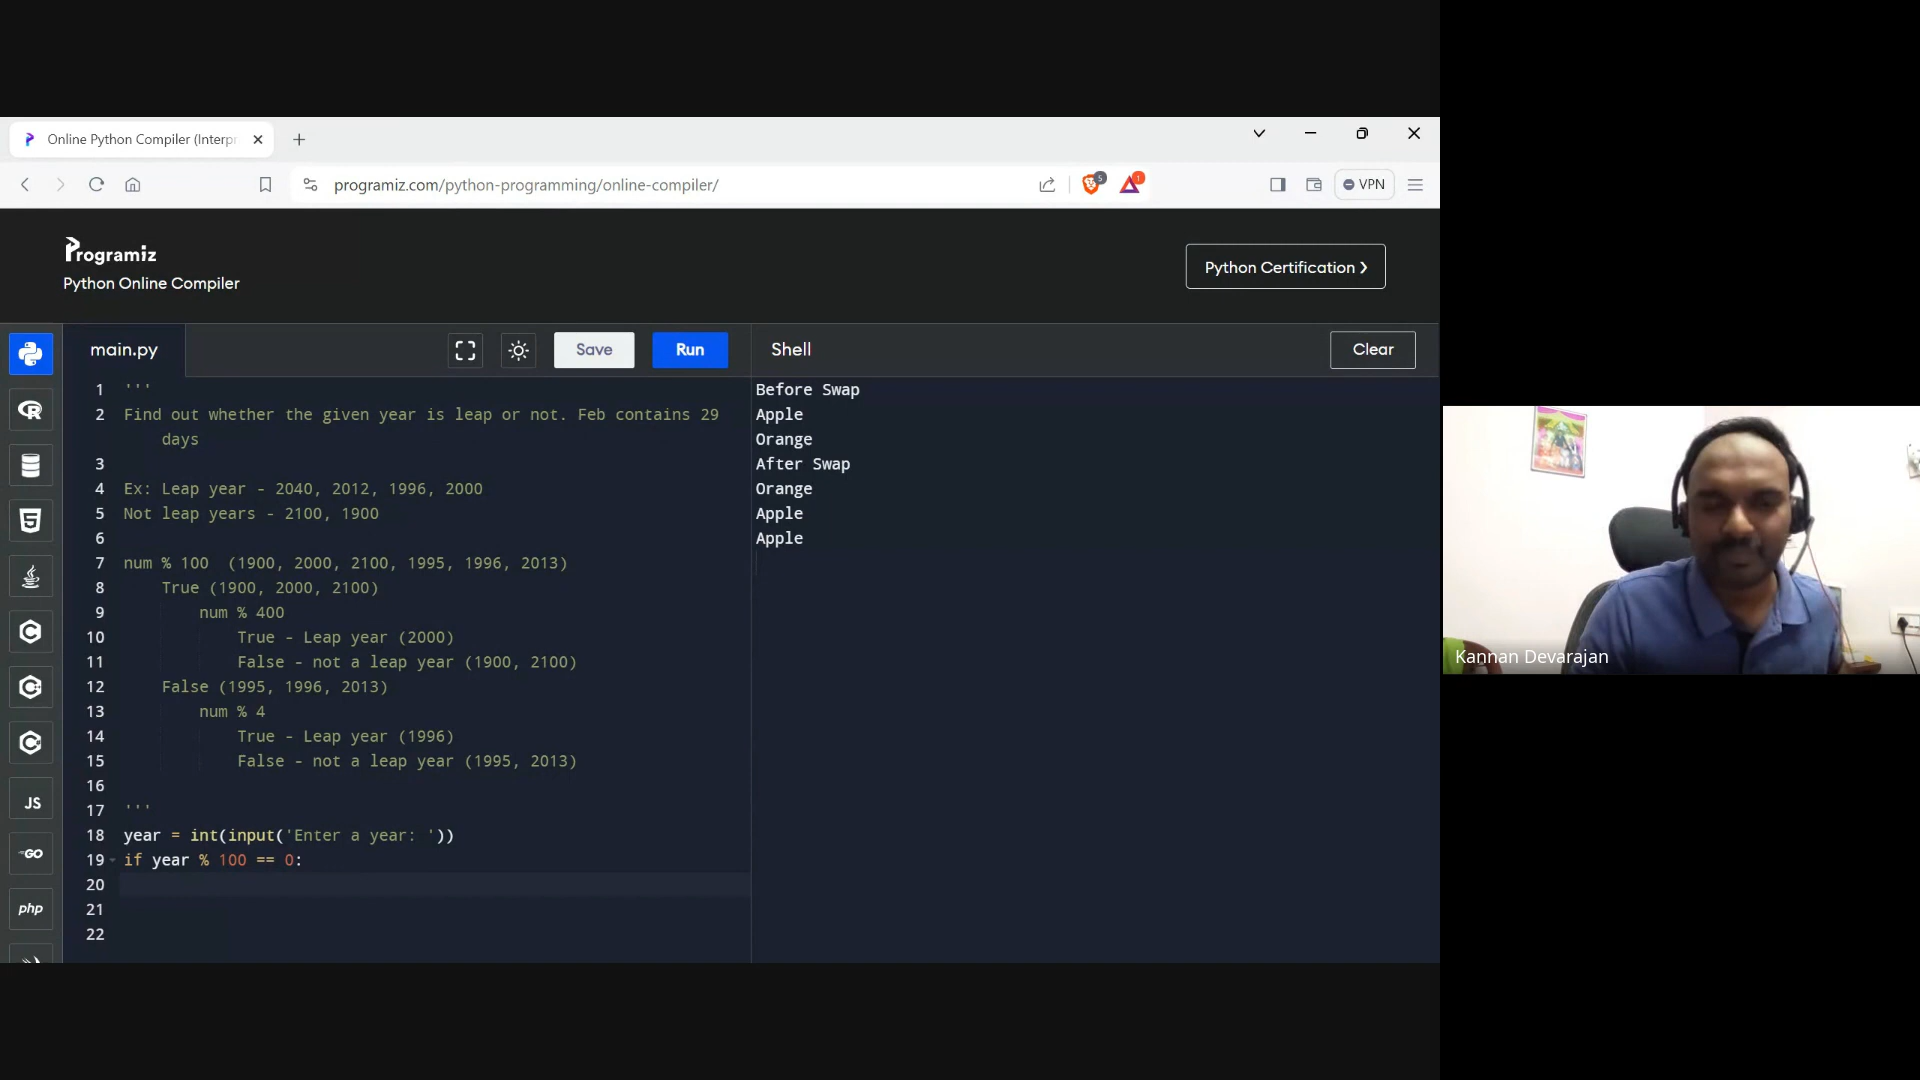 Online Python Compiler (Interpr
programiz.com/python-programming/online-compiler/
5
1
VPN
Programiz
Python Online Compiler
Python Certification ❯
main.py
Save
Run
Shell
Clear
1 '''
2 Find out whether the given year is leap or not. Feb contains 29
days
3
4 Ex: Leap year - 2040, 2012, 1996, 2000
5 Not leap years - 2100, 1900
6
7 num % 100  (1900, 2000, 2100, 1995, 1996, 2013)
8     True (1900, 2000, 2100)
9         num % 400
10             True - Leap year (2000)
11             False - not a leap year (1900, 2100)
12     False (1995, 1996, 2013)
13         num % 4
14             True - Leap year (1996)
15             False - not a leap year (1995, 2013)
16
17 '''
18 year = int(input('Enter a year: '))
19 if year % 100 == 0:
20
21
22
Before Swap
Apple
Orange
After Swap
Orange
Apple
Apple
R
5
C
C
C
JS
GO
php
Kannan Devarajan